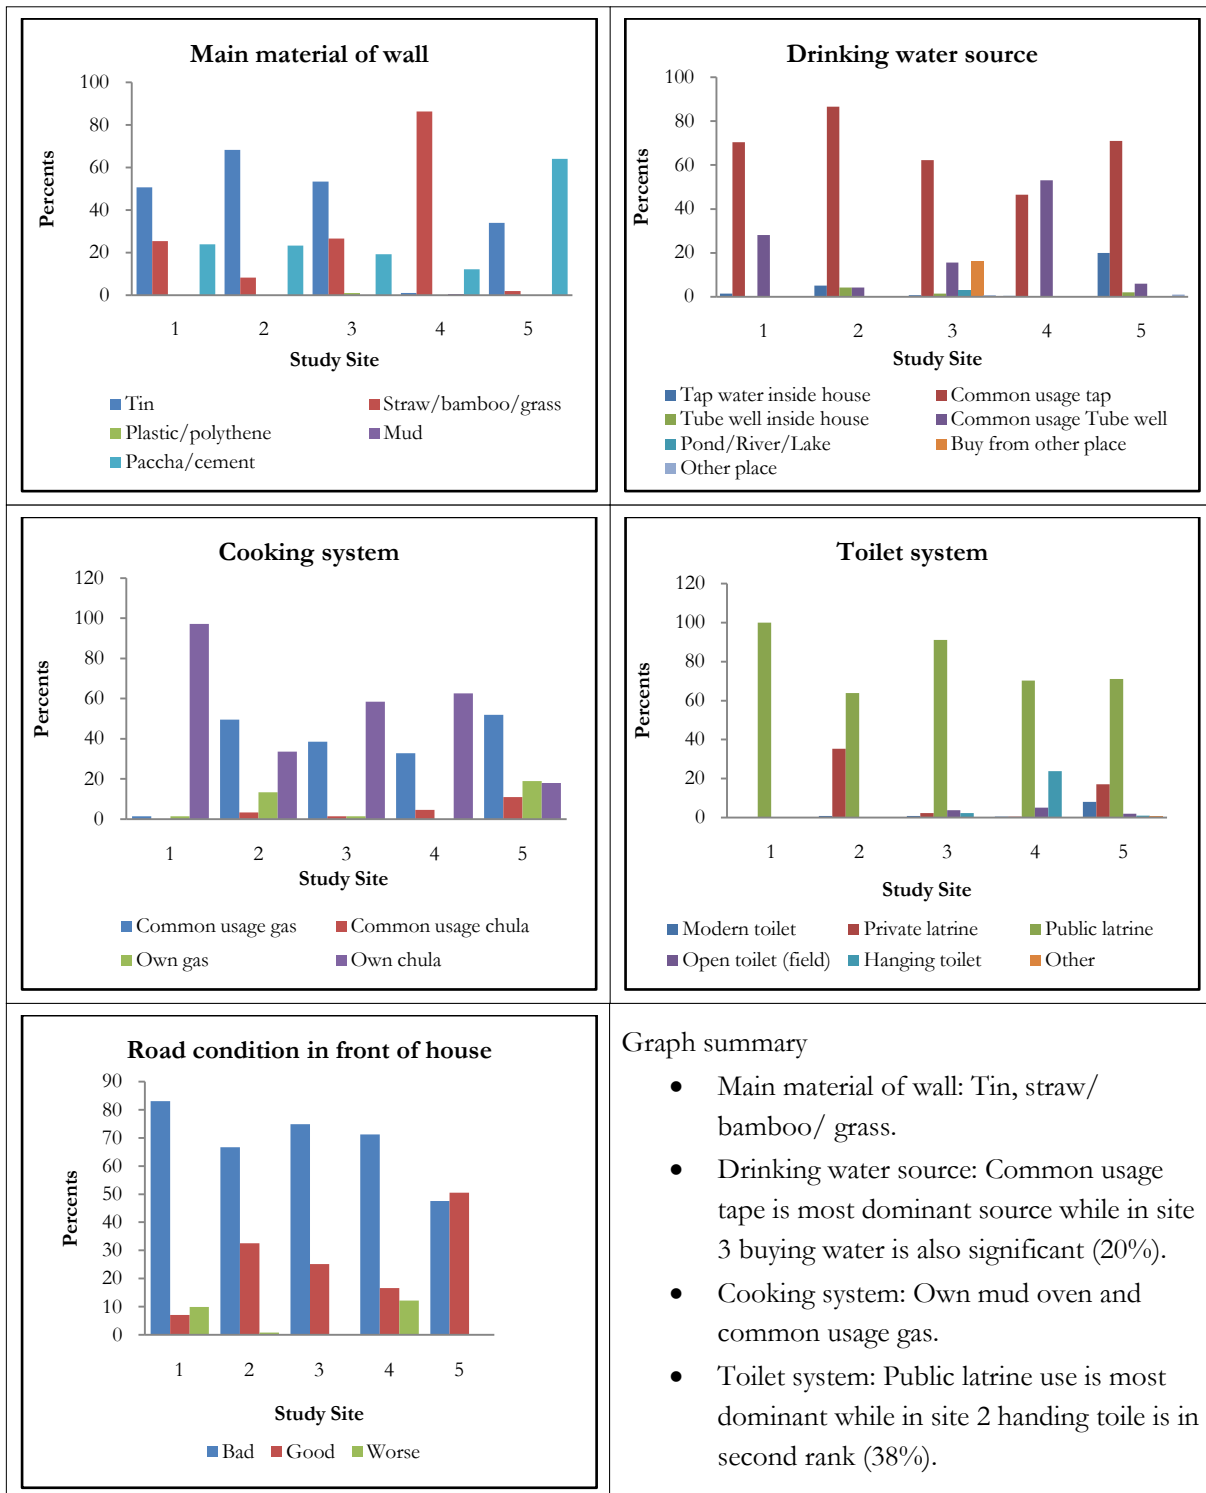 Main material of wall
100
80
60
40
20
0
Percents
1 2 3 4 5
Study Site
Tin Straw/bamboo/grass
Plastic/polythene Mud
Paccha/cement
Drinking water source
100
80
60
40
20
0
Percents
1 2 3 4 5
Study Site
Tap water inside house Common usage tap
Tube well inside house Common usage Tube well
Pond/River/Lake Buy from other place
Other place
Cooking system
120
100
80
60
40
20
0
Percents
1 2 3 4 5
Study Site
Common usage gas Common usage chula
Own gas Own chula
Toilet system
120
100
80
60
40
20
0
Percents
1 2 3 4 5
Study Site
Modern toilet Private latrine Public latrine
Open toilet (field) Hanging toilet Other
Road condition in front of house
90
80
70
60
50
40
30
20
10
0
Percents
1 2 3 4 5
Study Site
Bad Good Worse
Graph summary
• Main material of wall: Tin, straw/
bamboo/ grass.
• Drinking water source: Common usage
tape is most dominant source while in site
3 buying water is also significant (20%).
• Cooking system: Own mud oven and
common usage gas.
• Toilet system: Public latrine use is most
dominant while in site 2 handing toile is in
second rank (38%).